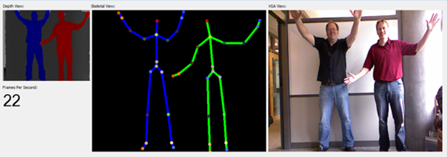 Depth View:
Skeletal View:
VGA View:
Frames Per Second:
22